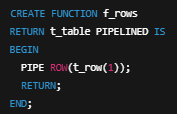 CREATE FUNCTION f_rows
RETURN t_table PIPELINED IS
BEGIN
  PIPE ROW(t_row(1));
  RETURN;
END;